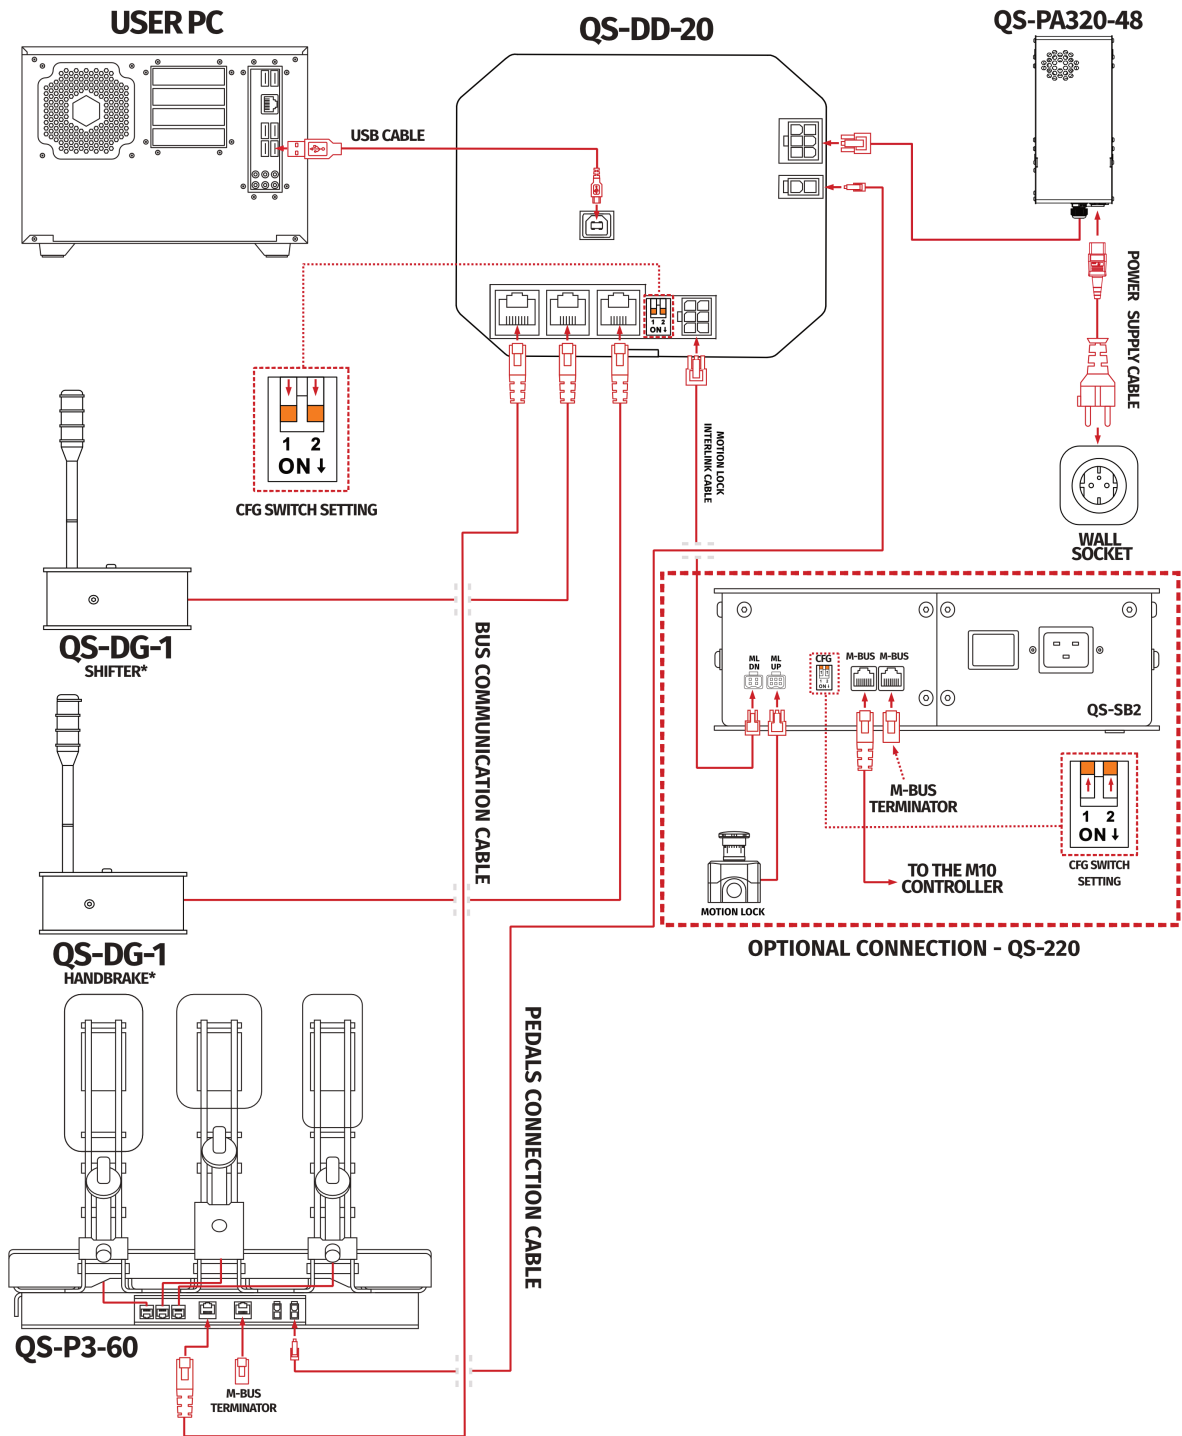 USER PC
QS-DD-20
QS-PA320-48
USB CABLE
POWER SUPPLY CABLE
1 2
ON ↓
1 2
ON ↓
CFG SWITCH SETTING
MOTION LOCK
INTERLINK CABLE
WALL
SOCKET
QS-DG-1
SHIFTER*
BUS COMMUNICATION CABLE
ML
DN
ML
UP
CFG
ON ↓
M-BUS
M-BUS
QS-SB2
M-BUS
TERMINATOR
1 2
ON ↓
CFG SWITCH
SETTING
TO THE M10
CONTROLLER
MOTION LOCK
OPTIONAL CONNECTION - QS-220
QS-DG-1
HANDBRAKE*
PEDALS CONNECTION CABLE
QS-P3-60
M-BUS
TERMINATOR